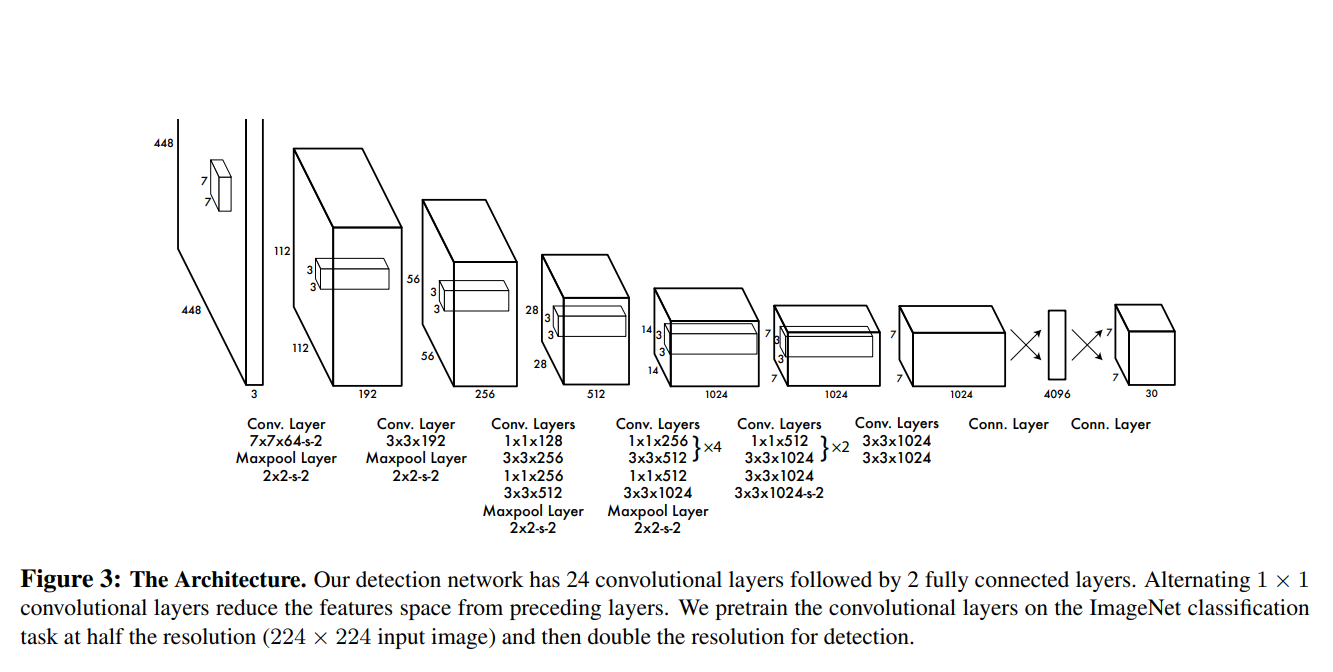 448
7
7
448
3
112
3
3
112
192
56
3
3
56
256
28
3
3
28
512
14
3
3
14
1024
7
3
3
7
1024
7
7
1024
4096
7
7
30
Conv. Layer
7x7x64-s-2
Maxpool Layer
2x2-s-2
Conv. Layer
3x3x192
Maxpool Layer
2x2-s-2
Conv. Layers
1x1x128
3x3x256
1x1x256
3x3x512
Maxpool Layer
2x2-s-2
Conv. Layers
1x1x256
3x3x512
}×4
1x1x512
3x3x1024
Maxpool Layer
2x2-s-2
Conv. Layers
1x1x512
3x3x1024
}×2
3x3x1024
3x3x1024-s-2
Conv. Layers
3x3x1024
3x3x1024
Conn. Layer
Conn. Layer
Figure 3: The Architecture. Our detection network has 24 convolutional layers followed by 2 fully connected layers. Alternating 1 × 1
convolutional layers reduce the features space from preceding layers. We pretrain the convolutional layers on the ImageNet classification
task at half the resolution (224 × 224 input image) and then double the resolution for detection.